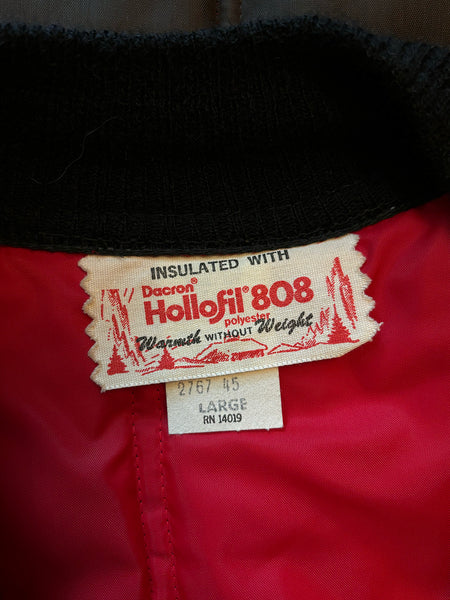 INSULATED WITH
Dacron®
Hollofil® 808
polyester
Warmth WITHOUT Weight
2767 45
LARGE
RN 14019